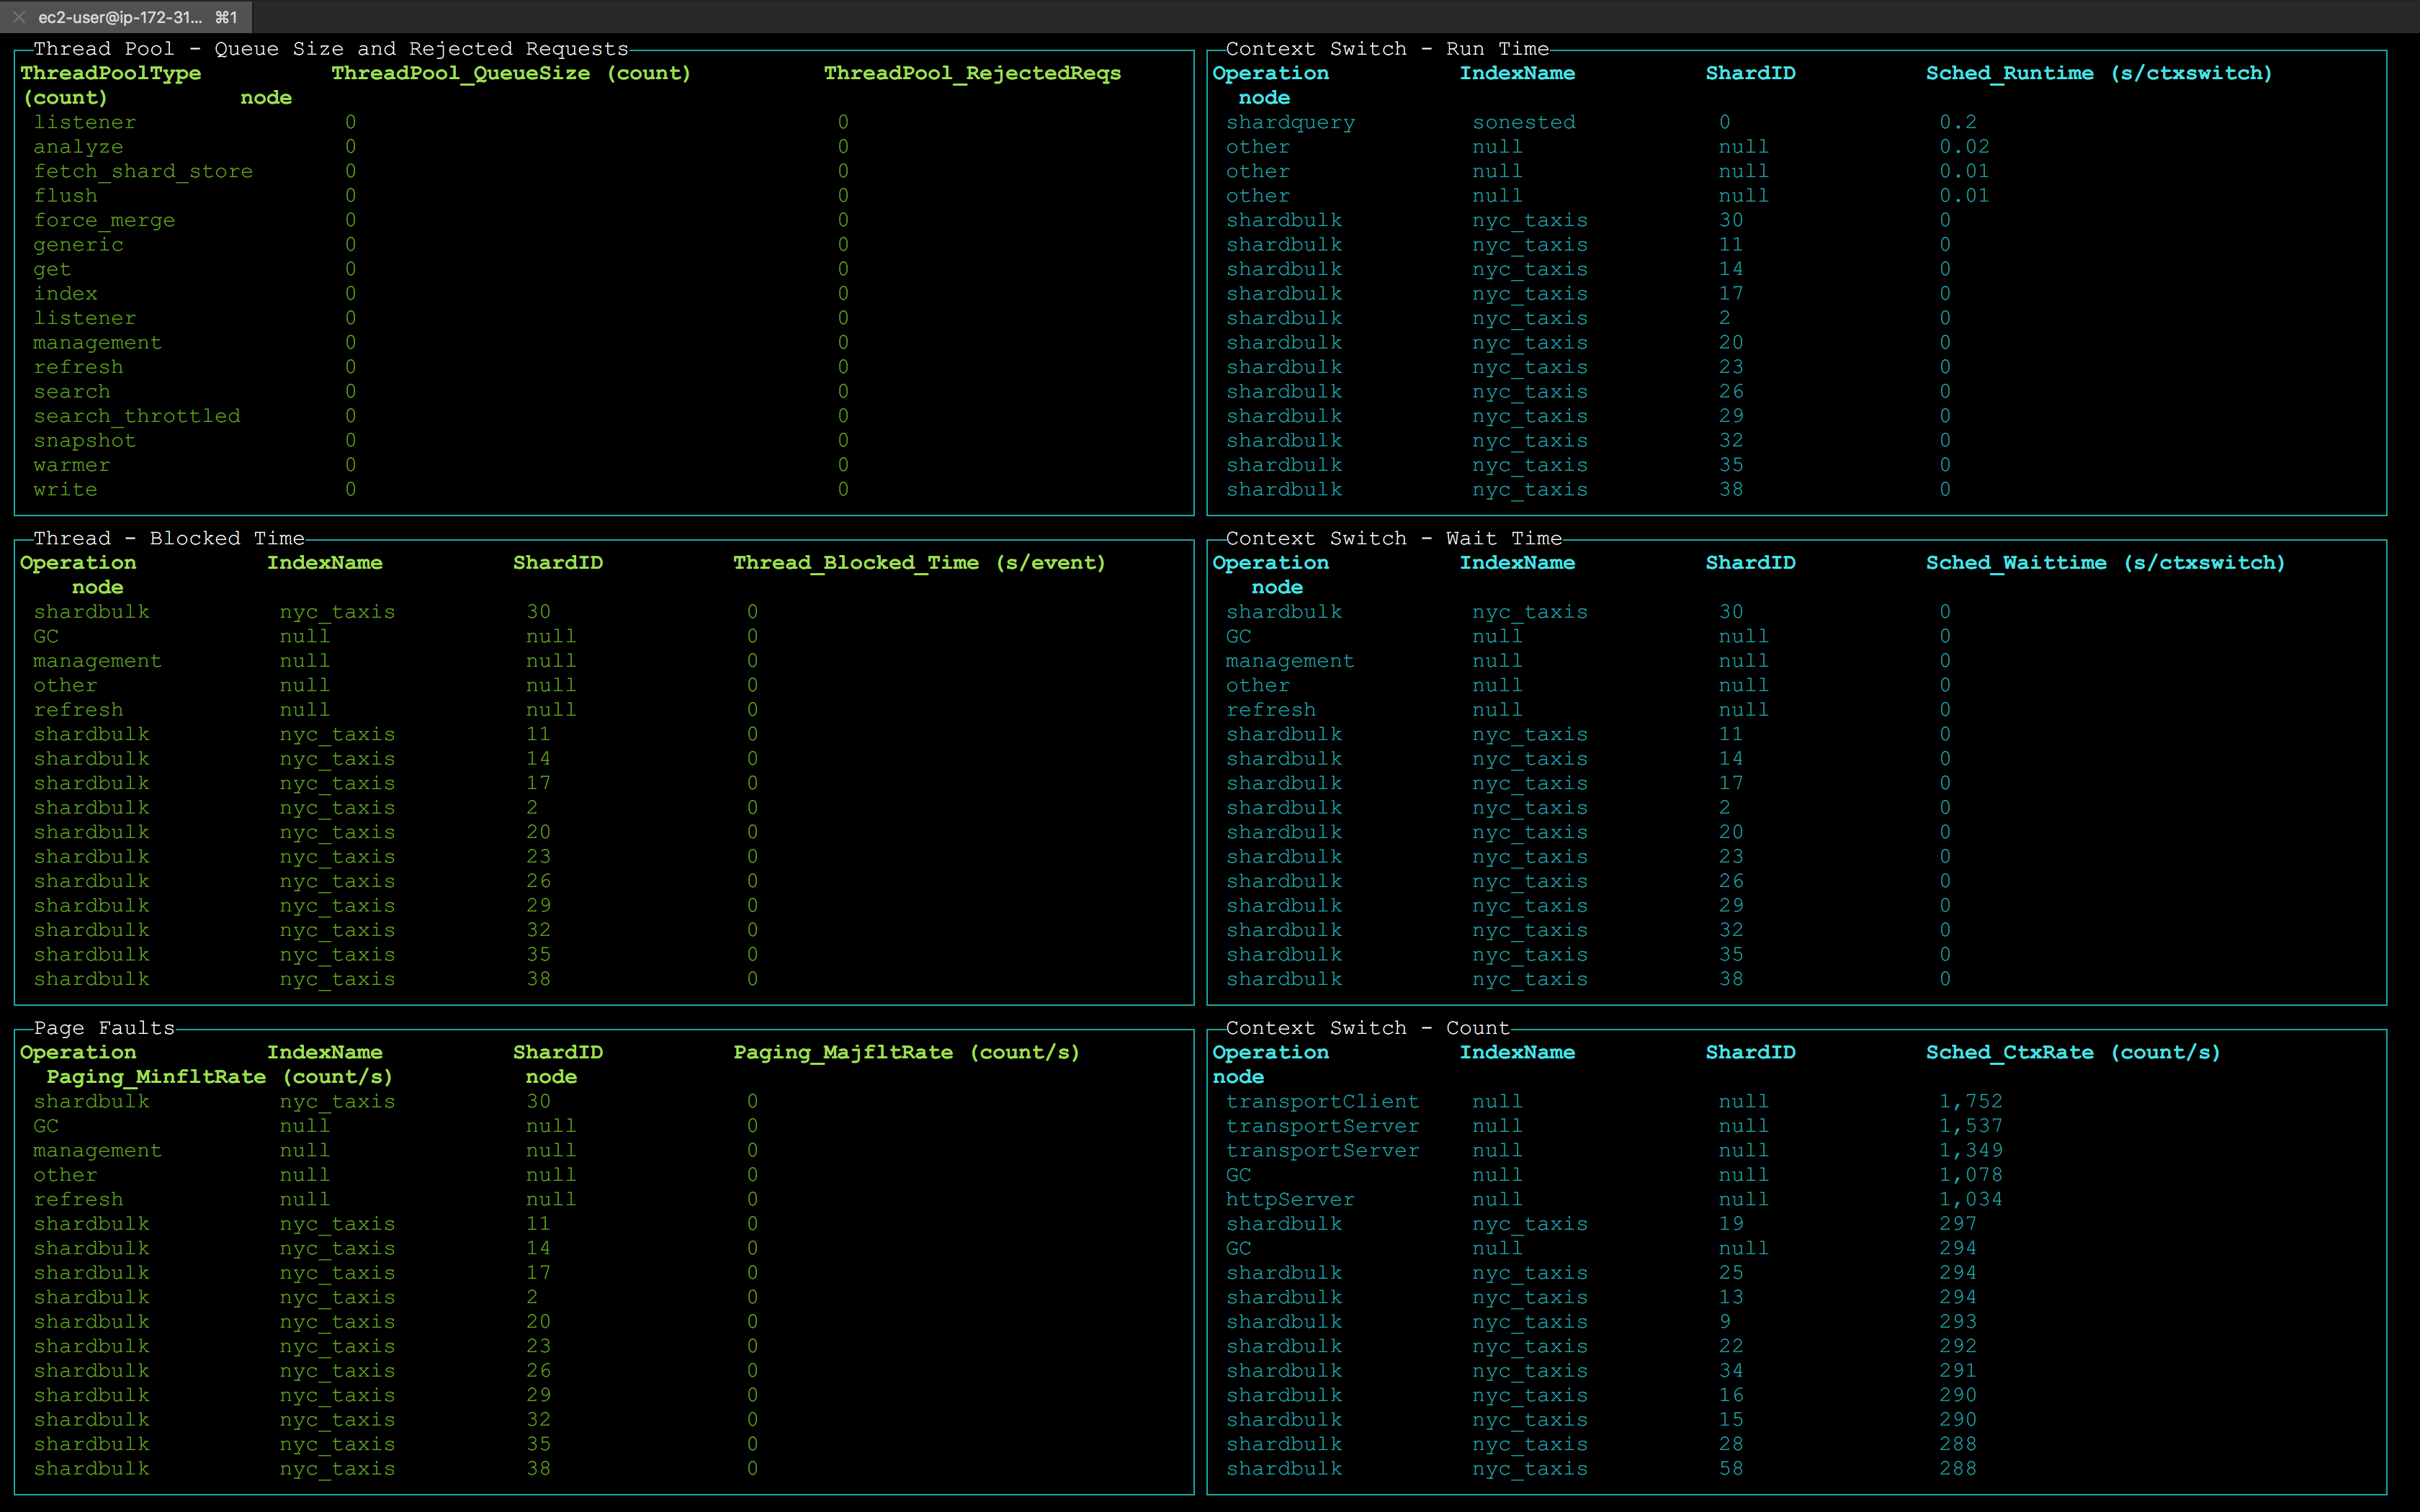 ec2-user@ip-172-31... ⌘1
Thread Pool - Queue Size and Rejected Requests
ThreadPoolType ThreadPool_QueueSize (count) ThreadPool_RejectedReqs
(count) node
listener 0 0
analyze 0 0
fetch_shard_store 0 0
flush 0 0
force_merge 0 0
generic 0 0
get 0 0
index 0 0
listener 0 0
management 0 0
refresh 0 0
search 0 0
search_throttled 0 0
snapshot 0 0
warmer 0 0
write 0 0
Context Switch - Run Time
Operation IndexName ShardID Sched_Runtime (s/ctxswitch)
node
shardquery sonested 0 0.2
other null null 0.02
other null null 0.01
other null null 0.01
shardbulk nyc_taxis 30 0
shardbulk nyc_taxis 11 0
shardbulk nyc_taxis 14 0
shardbulk nyc_taxis 17 0
shardbulk nyc_taxis 2 0
shardbulk nyc_taxis 20 0
shardbulk nyc_taxis 23 0
shardbulk nyc_taxis 26 0
shardbulk nyc_taxis 29 0
shardbulk nyc_taxis 32 0
shardbulk nyc_taxis 35 0
shardbulk nyc_taxis 38 0
Thread - Blocked Time
Operation IndexName ShardID Thread_Blocked_Time (s/event)
node
shardbulk nyc_taxis 30 0
GC null null 0
management null null 0
other null null 0
refresh null null 0
shardbulk nyc_taxis 11 0
shardbulk nyc_taxis 14 0
shardbulk nyc_taxis 17 0
shardbulk nyc_taxis 2 0
shardbulk nyc_taxis 20 0
shardbulk nyc_taxis 23 0
shardbulk nyc_taxis 26 0
shardbulk nyc_taxis 29 0
shardbulk nyc_taxis 32 0
shardbulk nyc_taxis 35 0
shardbulk nyc_taxis 38 0
Context Switch - Wait Time
Operation IndexName ShardID Sched_Waittime (s/ctxswitch)
node
shardbulk nyc_taxis 30 0
GC null null 0
management null null 0
other null null 0
refresh null null 0
shardbulk nyc_taxis 11 0
shardbulk nyc_taxis 14 0
shardbulk nyc_taxis 17 0
shardbulk nyc_taxis 2 0
shardbulk nyc_taxis 20 0
shardbulk nyc_taxis 23 0
shardbulk nyc_taxis 26 0
shardbulk nyc_taxis 29 0
shardbulk nyc_taxis 32 0
shardbulk nyc_taxis 35 0
shardbulk nyc_taxis 38 0
Page Faults
Operation IndexName ShardID Paging_MajfltRate (count/s)
Paging_MinfltRate (count/s) node
shardbulk nyc_taxis 30 0
GC null null 0
management null null 0
other null null 0
refresh null null 0
shardbulk nyc_taxis 11 0
shardbulk nyc_taxis 14 0
shardbulk nyc_taxis 17 0
shardbulk nyc_taxis 2 0
shardbulk nyc_taxis 20 0
shardbulk nyc_taxis 23 0
shardbulk nyc_taxis 26 0
shardbulk nyc_taxis 29 0
shardbulk nyc_taxis 32 0
shardbulk nyc_taxis 35 0
shardbulk nyc_taxis 38 0
Context Switch - Count
Operation IndexName ShardID Sched_CtxRate (count/s)
node
transportClient null null 1,752
transportServer null null 1,537
transportServer null null 1,349
GC null null 1,078
httpServer null null 1,034
shardbulk nyc_taxis 19 297
GC null null 294
shardbulk nyc_taxis 25 294
shardbulk nyc_taxis 13 294
shardbulk nyc_taxis 9 293
shardbulk nyc_taxis 22 292
shardbulk nyc_taxis 34 291
shardbulk nyc_taxis 16 290
shardbulk nyc_taxis 15 290
shardbulk nyc_taxis 28 288
shardbulk nyc_taxis 58 288